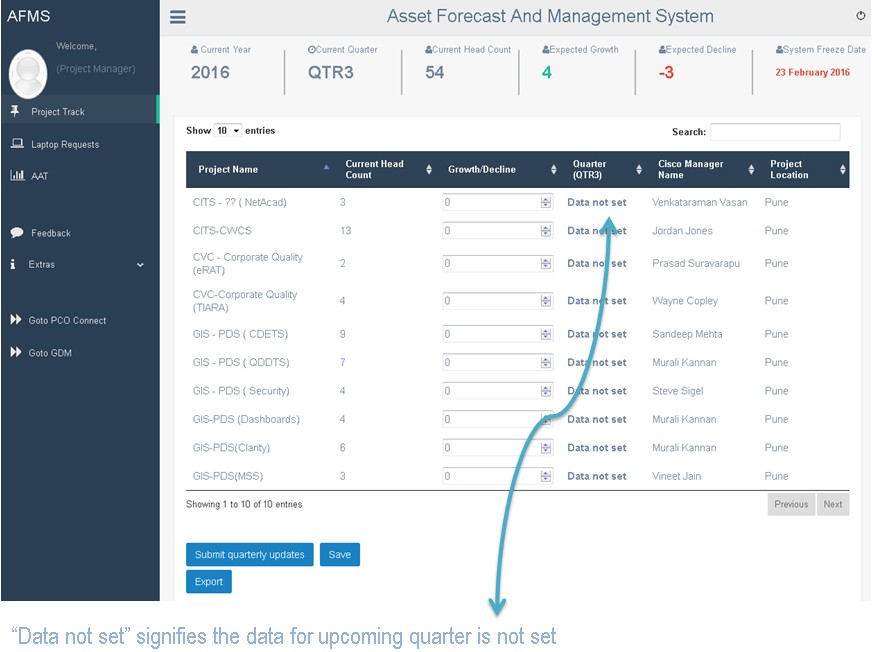 AFMS
Asset Forecast And Management System
Welcome,
(Project Manager)
Project Track
Laptop Requests
AAT
Feedback
Extras
Goto PCO Connect
Goto GDM
Current Year
2016
Current Quarter
QTR3
Current Head Count
54
Expected Growth
4
Expected Decline
-3
System Freeze Date
23 February 2016
Show 10 entries
Search:
Project Name Current Head Count Growth/Decline Quarter (QTR3) Cisco Manager Name Project Location
CITS - ?? ( NetAcad) 3 0 Data not set Venkataraman Vasan Pune
CITS-CWCS 13 0 Data not set Jordan Jones Pune
CVC - Corporate Quality (eRAT) 2 0 Data not set Prasad Suravarapu Pune
CVC-Corporate Quality (TIARA) 4 0 Data not set Wayne Copley Pune
GIS - PDS ( CDETS) 9 0 Data not set Sandeep Mehta Pune
GIS - PDS ( QDDTS) 7 0 Data not set Murali Kannan Pune
GIS - PDS ( Security) 4 0 Data not set Steve Sigel Pune
GIS-PDS (Dashboards) 4 0 Data not set Murali Kannan Pune
GIS-PDS(Clarity) 6 0 Data not set Murali Kannan Pune
GIS-PDS(MSS) 3 0 Data not set Vineet Jain Pune
Showing 1 to 10 of 10 entries
Previous Next
Submit quarterly updates Save
Export
“Data not set” signifies the data for upcoming quarter is not set